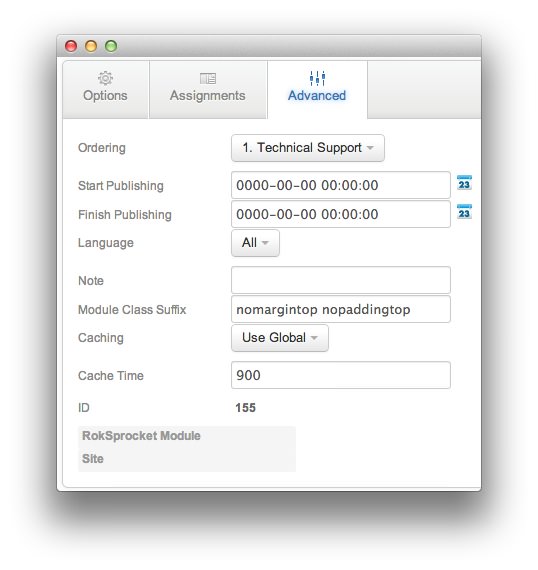 Options Assignments Advanced
Ordering 1. Technical Support
Start Publishing 0000-00-00 00:00:00 23
Finish Publishing 0000-00-00 00:00:00 23
Language All
Note
Module Class Suffix nomargintop nopaddingtop
Caching Use Global
Cache Time 900
ID 155
RokSprocket Module
Site